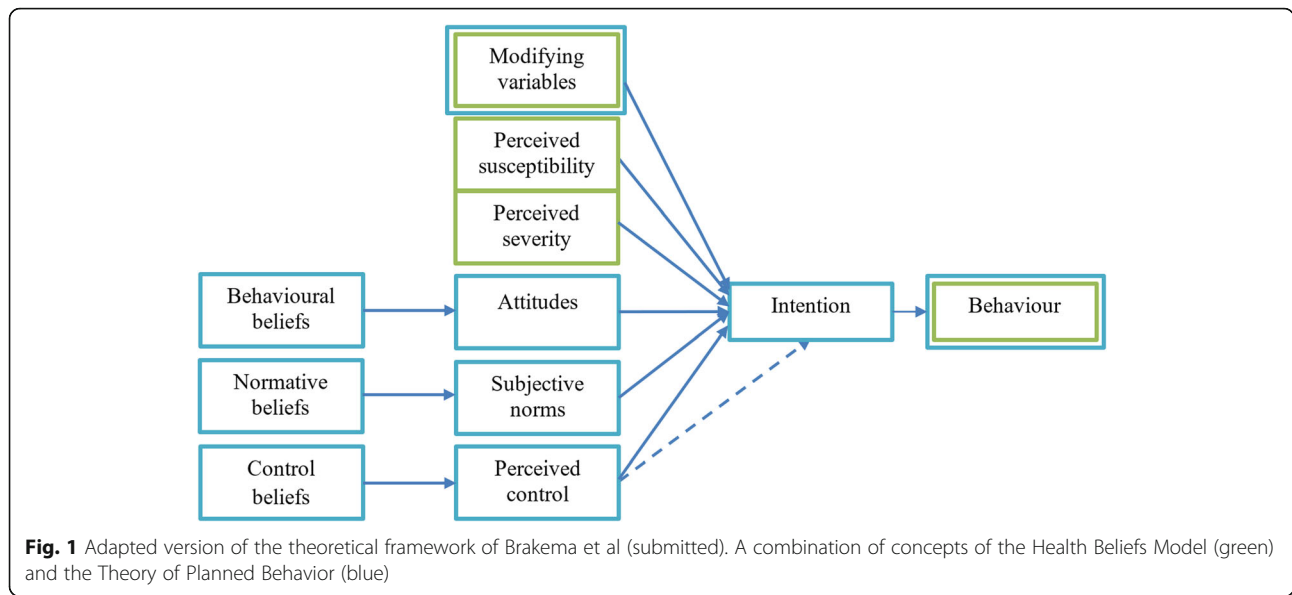 Modifying
variables
Perceived
susceptibility
Perceived
severity
Behavioural
beliefs
Attitudes
Intention
Behaviour
Normative
beliefs
Subjective
norms
Control
beliefs
Perceived
control
Fig. 1 Adapted version of the theoretical framework of Brakema et al (submitted). A combination of concepts of the Health Beliefs Model (green)
and the Theory of Planned Behavior (blue)